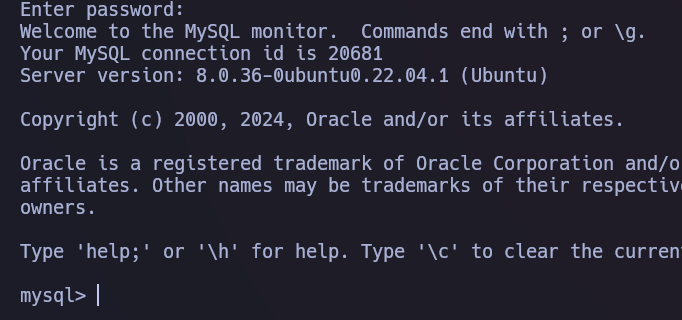 Enter password:
Welcome to the MySQL monitor.  Commands end with ; or \g.
Your MySQL connection id is 20681
Server version: 8.0.36-0ubuntu0.22.04.1 (Ubuntu)
Copyright (c) 2000, 2024, Oracle and/or its affiliates.
Oracle is a registered trademark of Oracle Corporation and/o
affiliates. Other names may be trademarks of their respectiv
owners.
Type 'help;' or '\h' for help. Type '\c' to clear the curren
mysql>